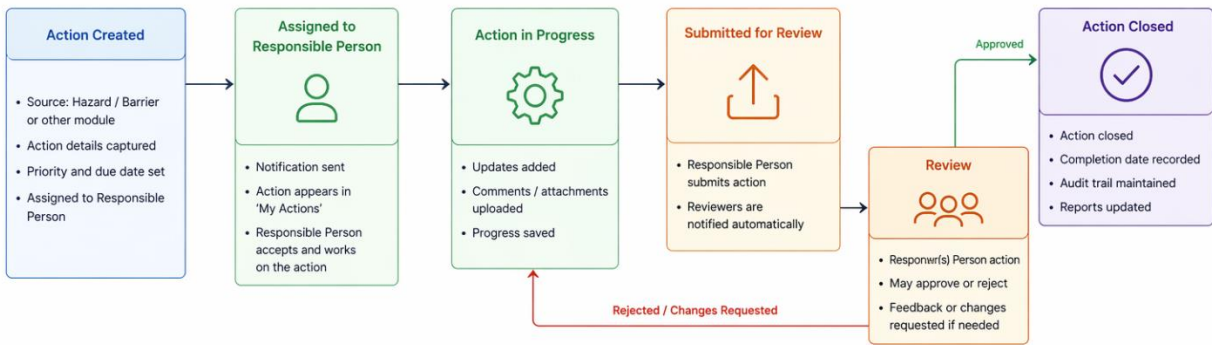 Action Created
• Source: Hazard / Barrier
or other module
• Action details captured
• Priority and due date set
• Assigned to Responsible
Person
Assigned to
Responsible Person
• Notification sent
• Action appears in
‘My Actions’
• Responsible Person
accepts and works
on the action
Action in Progress
• Updates added
• Comments / attachments
uploaded
• Progress saved
Submitted for Review
• Responsible Person
submits action
• Reviewers are
notified automatically
Review
• Responwr(s) Person action
• May approve or reject
• Feedback or changes
requested if needed
Approved
Rejected / Changes Requested
Action Closed
• Action closed
• Completion date recorded
• Audit trail maintained
• Reports updated